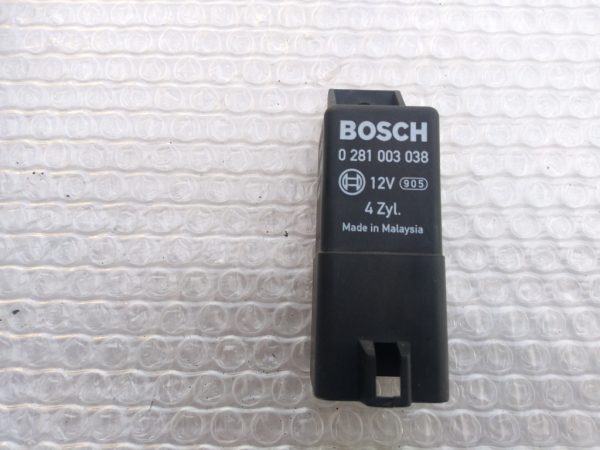 BOSCH
0 281 003 038
12V 905
4 Zyl.
Made in Malaysia